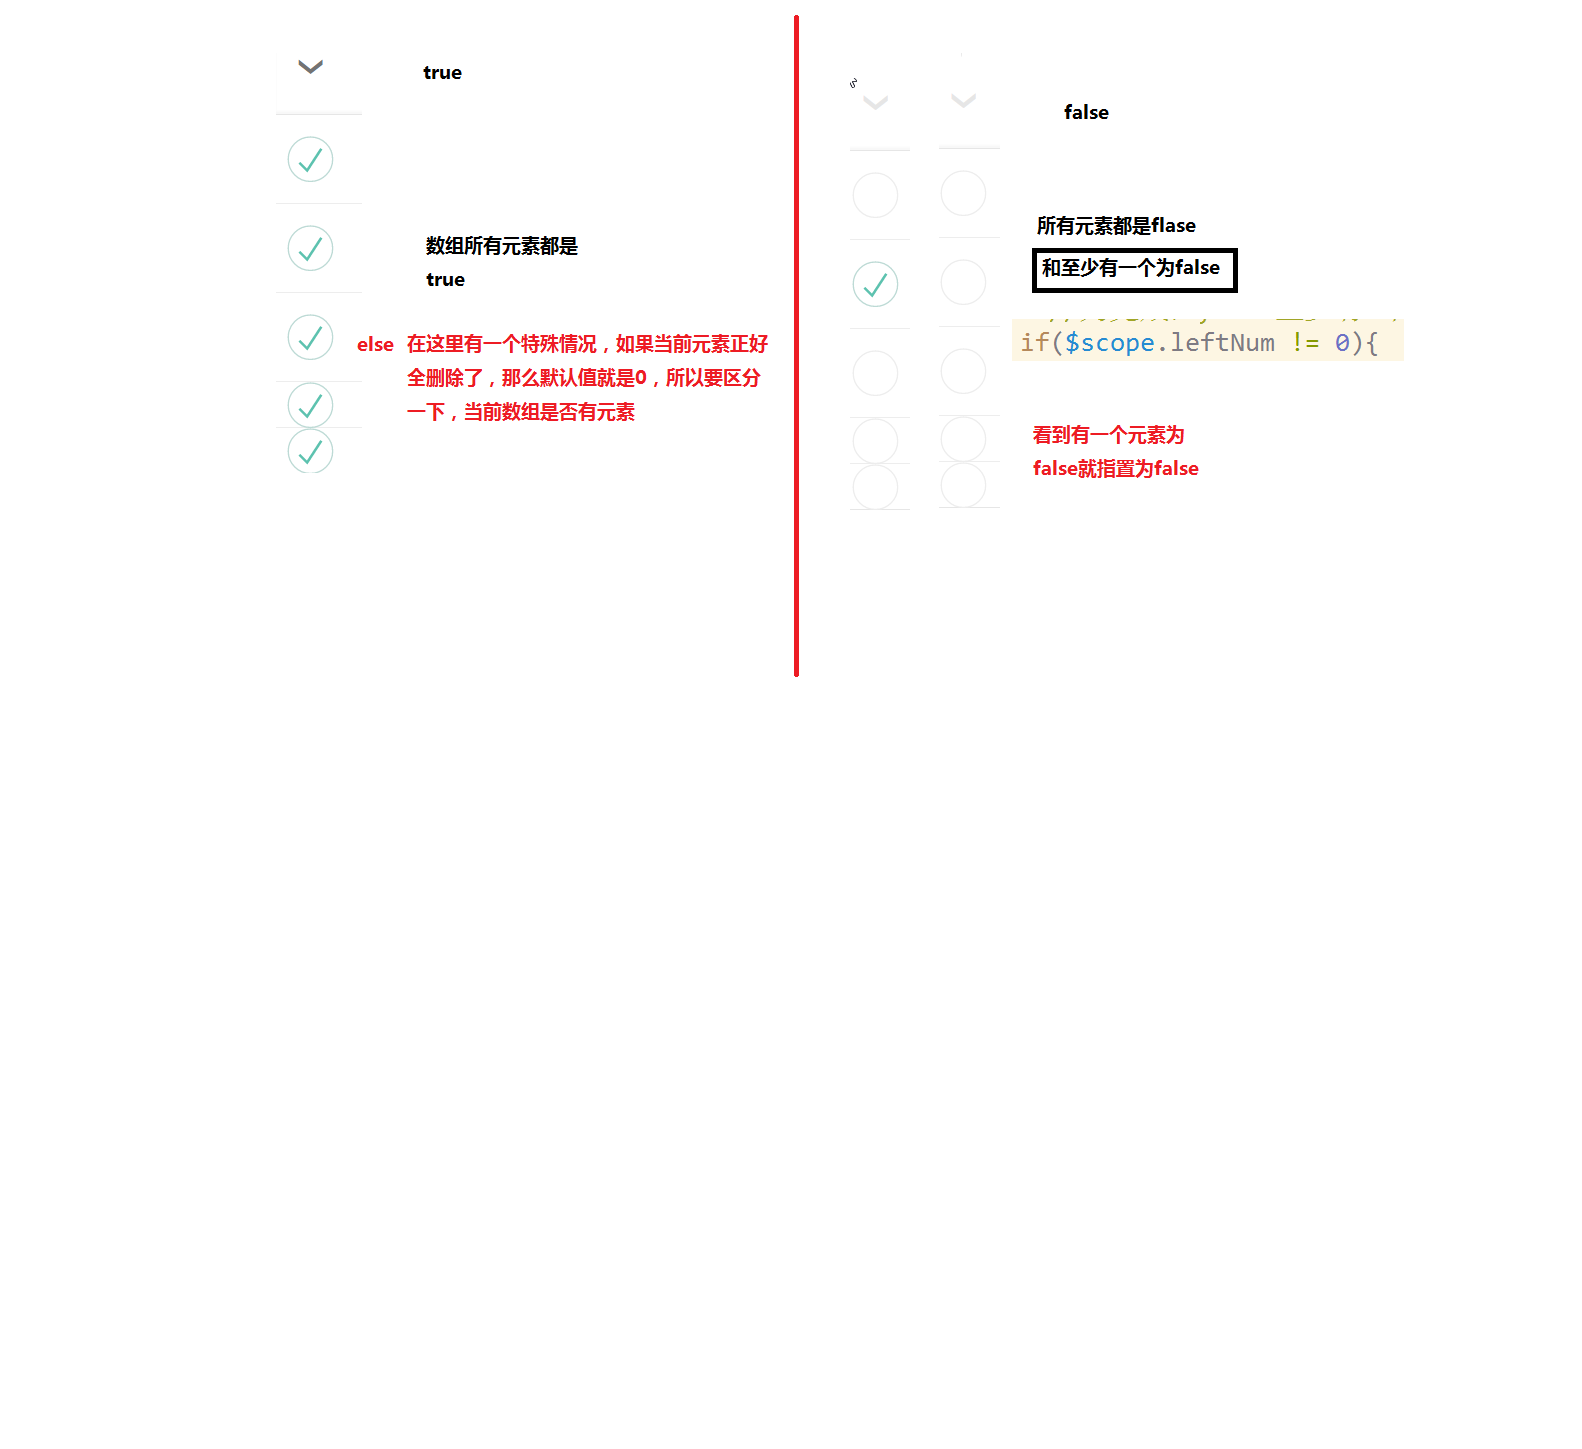 true
数组所有元素都是
true
else 在这里有一个特殊情况，如果当前元素正好
全删除了，那么默认值就是0，所以要区分
一下，当前数组是否有元素
false
所有元素都是flase
和至少有一个为false
if($scope.leftNum != 0){
看到有一个元素为
false就指置为false